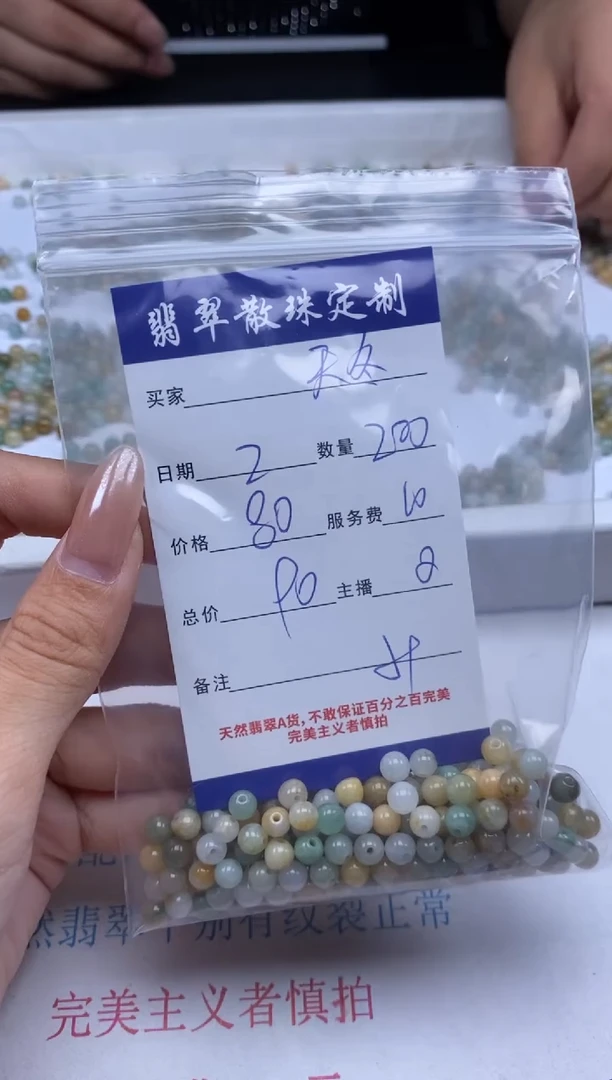 翡翠散珠定制
买家 天文
日期 2 数量 200
价格 80 服务费 10
总价 90 主播 2
备注
天然翡翠A货，不敢保证百分之百完美
完美主义者慎拍
然翡翠个别有纹裂正常
完美主义者慎拍